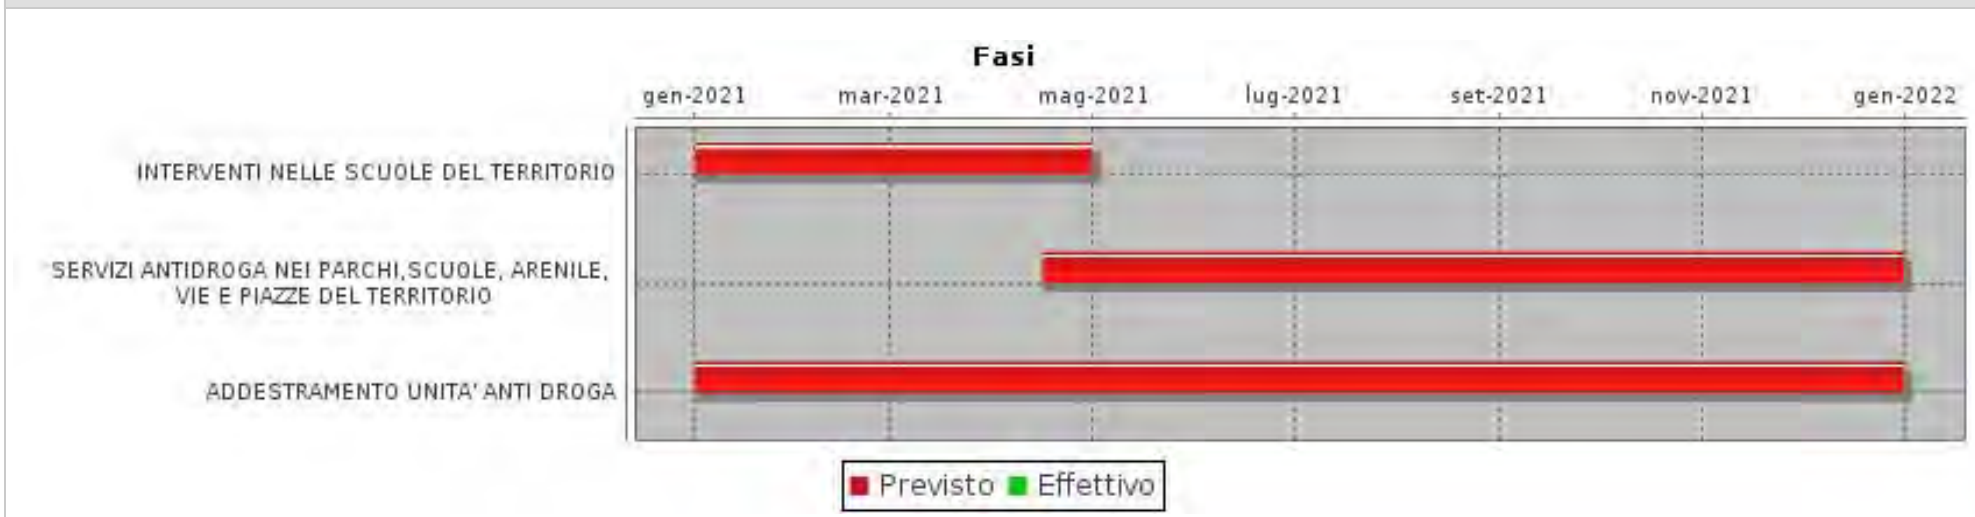 Fasi
gen-2021 mar-2021 mag-2021 lug-2021 set-2021 nov-2021 gen-2022
INTERVENTI NELLE SCUOLE DEL TERRITORIO
SERVIZI ANTIDROGA NEI PARCHI,SCUOLE, ARENILE,
VIE E PIAZZE DEL TERRITORIO
ADDESTRAMENTO UNITA' ANTI DROGA
Previsto Effettivo